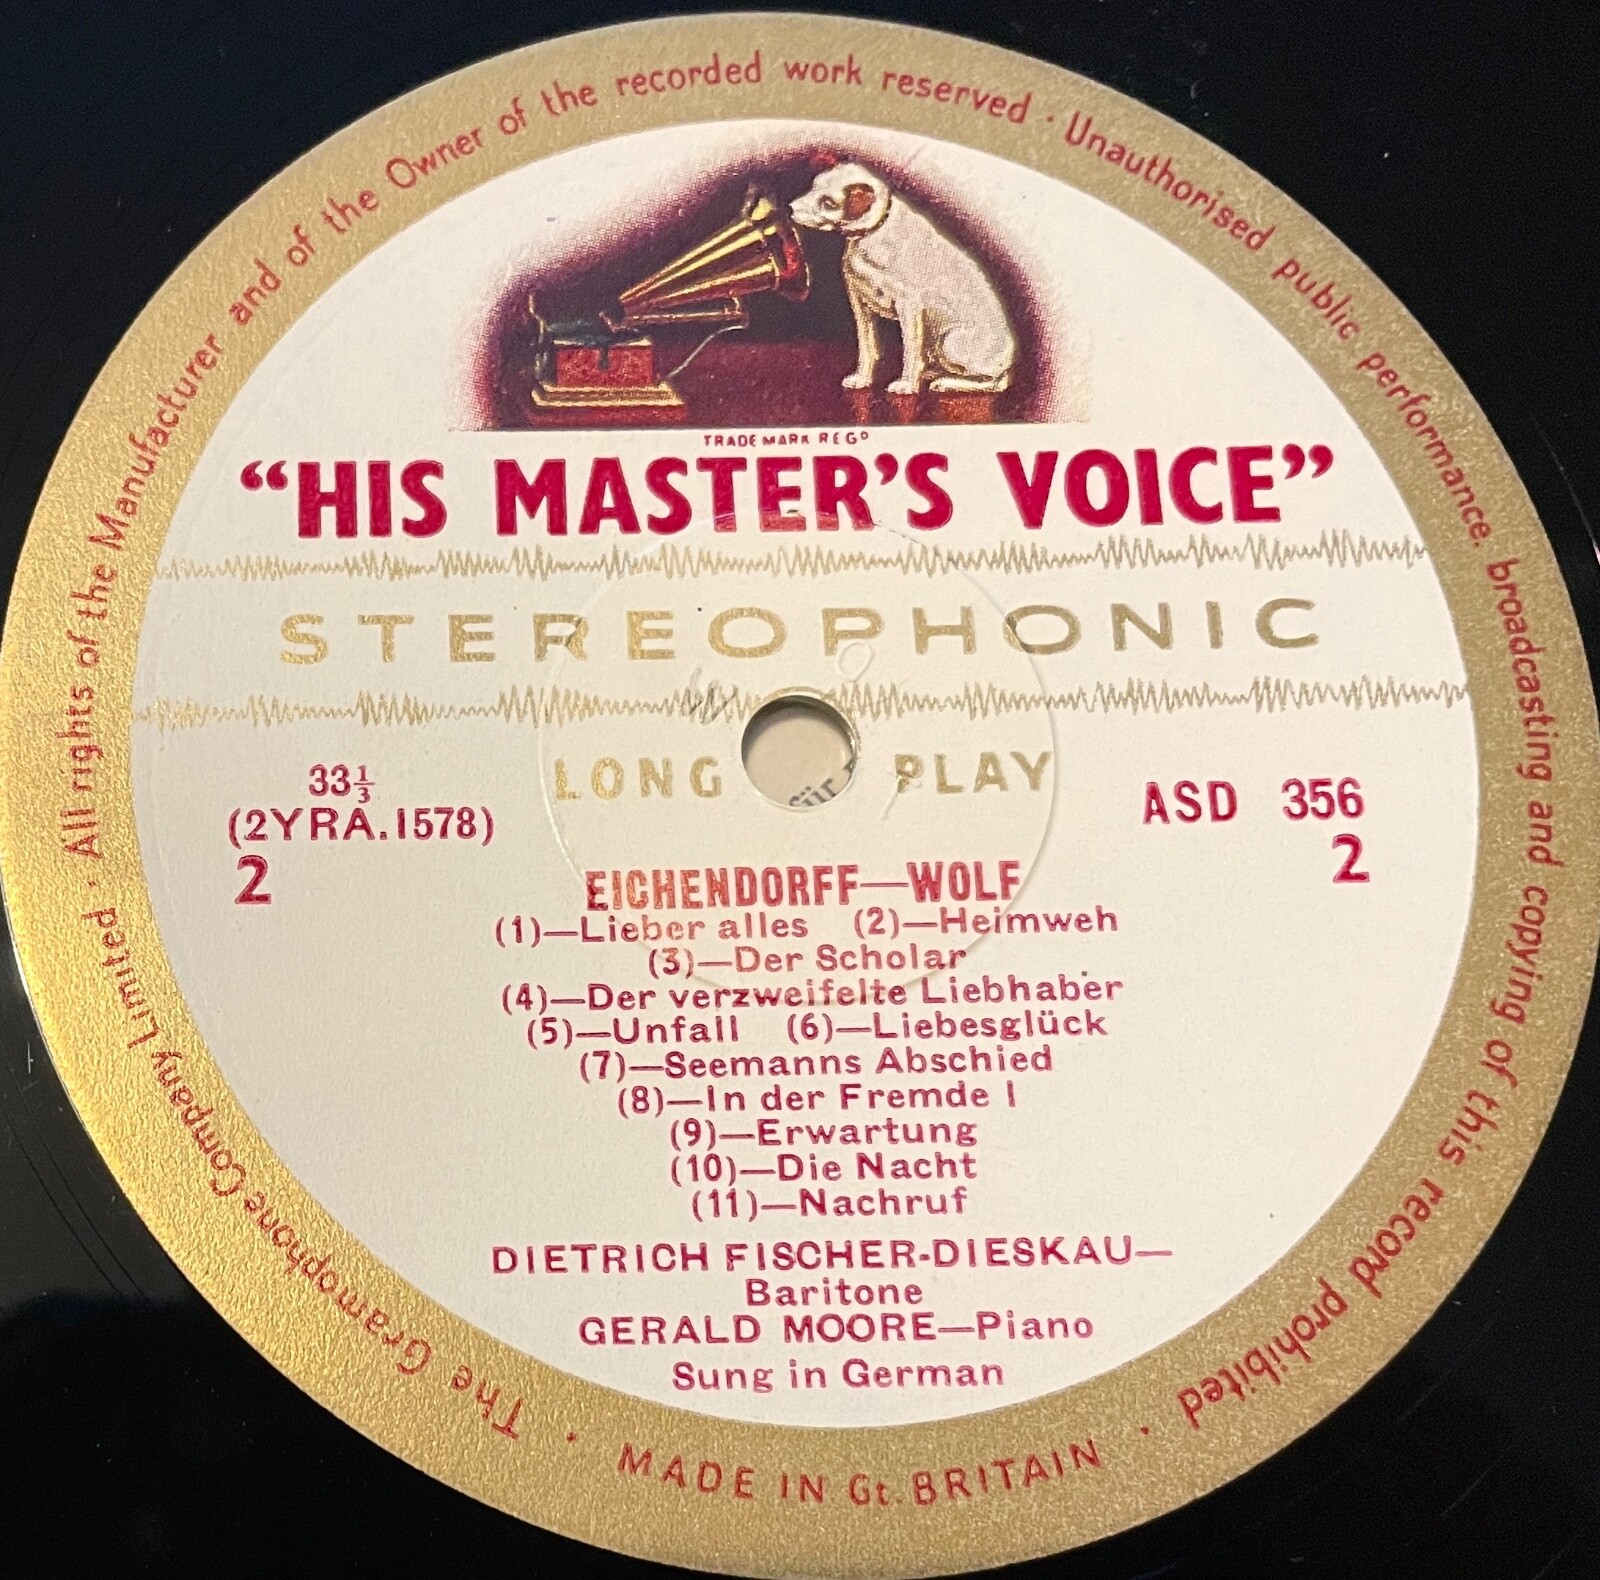 All rights of the Manufacturer and of the Owner of the recorded work reserved · Unauthorised public performance, broadcasting and copying of this record prohibited ·
TRADE MARK REGD
“HIS MASTER’S VOICE”
STEREOPHONIC
LONG PLAY
33⅓
(2YRA.1578)
2
ASD 356
2
für
EICHENDORFF—WOLF
(1)—Lieber alles (2)—Heimweh
(3)—Der Scholar
(4)—Der verzweifelte Liebhaber
(5)—Unfall (6)—Liebesglück
(7)—Seemanns Abschied
(8)—In der Fremde I
(9)—Erwartung
(10)—Die Nacht
(11)—Nachruf
DIETRICH FISCHER-DIESKAU—
Baritone
GERALD MOORE—Piano
Sung in German
The Gramophone Company Limited ·
· MADE IN Gt. BRITAIN ·